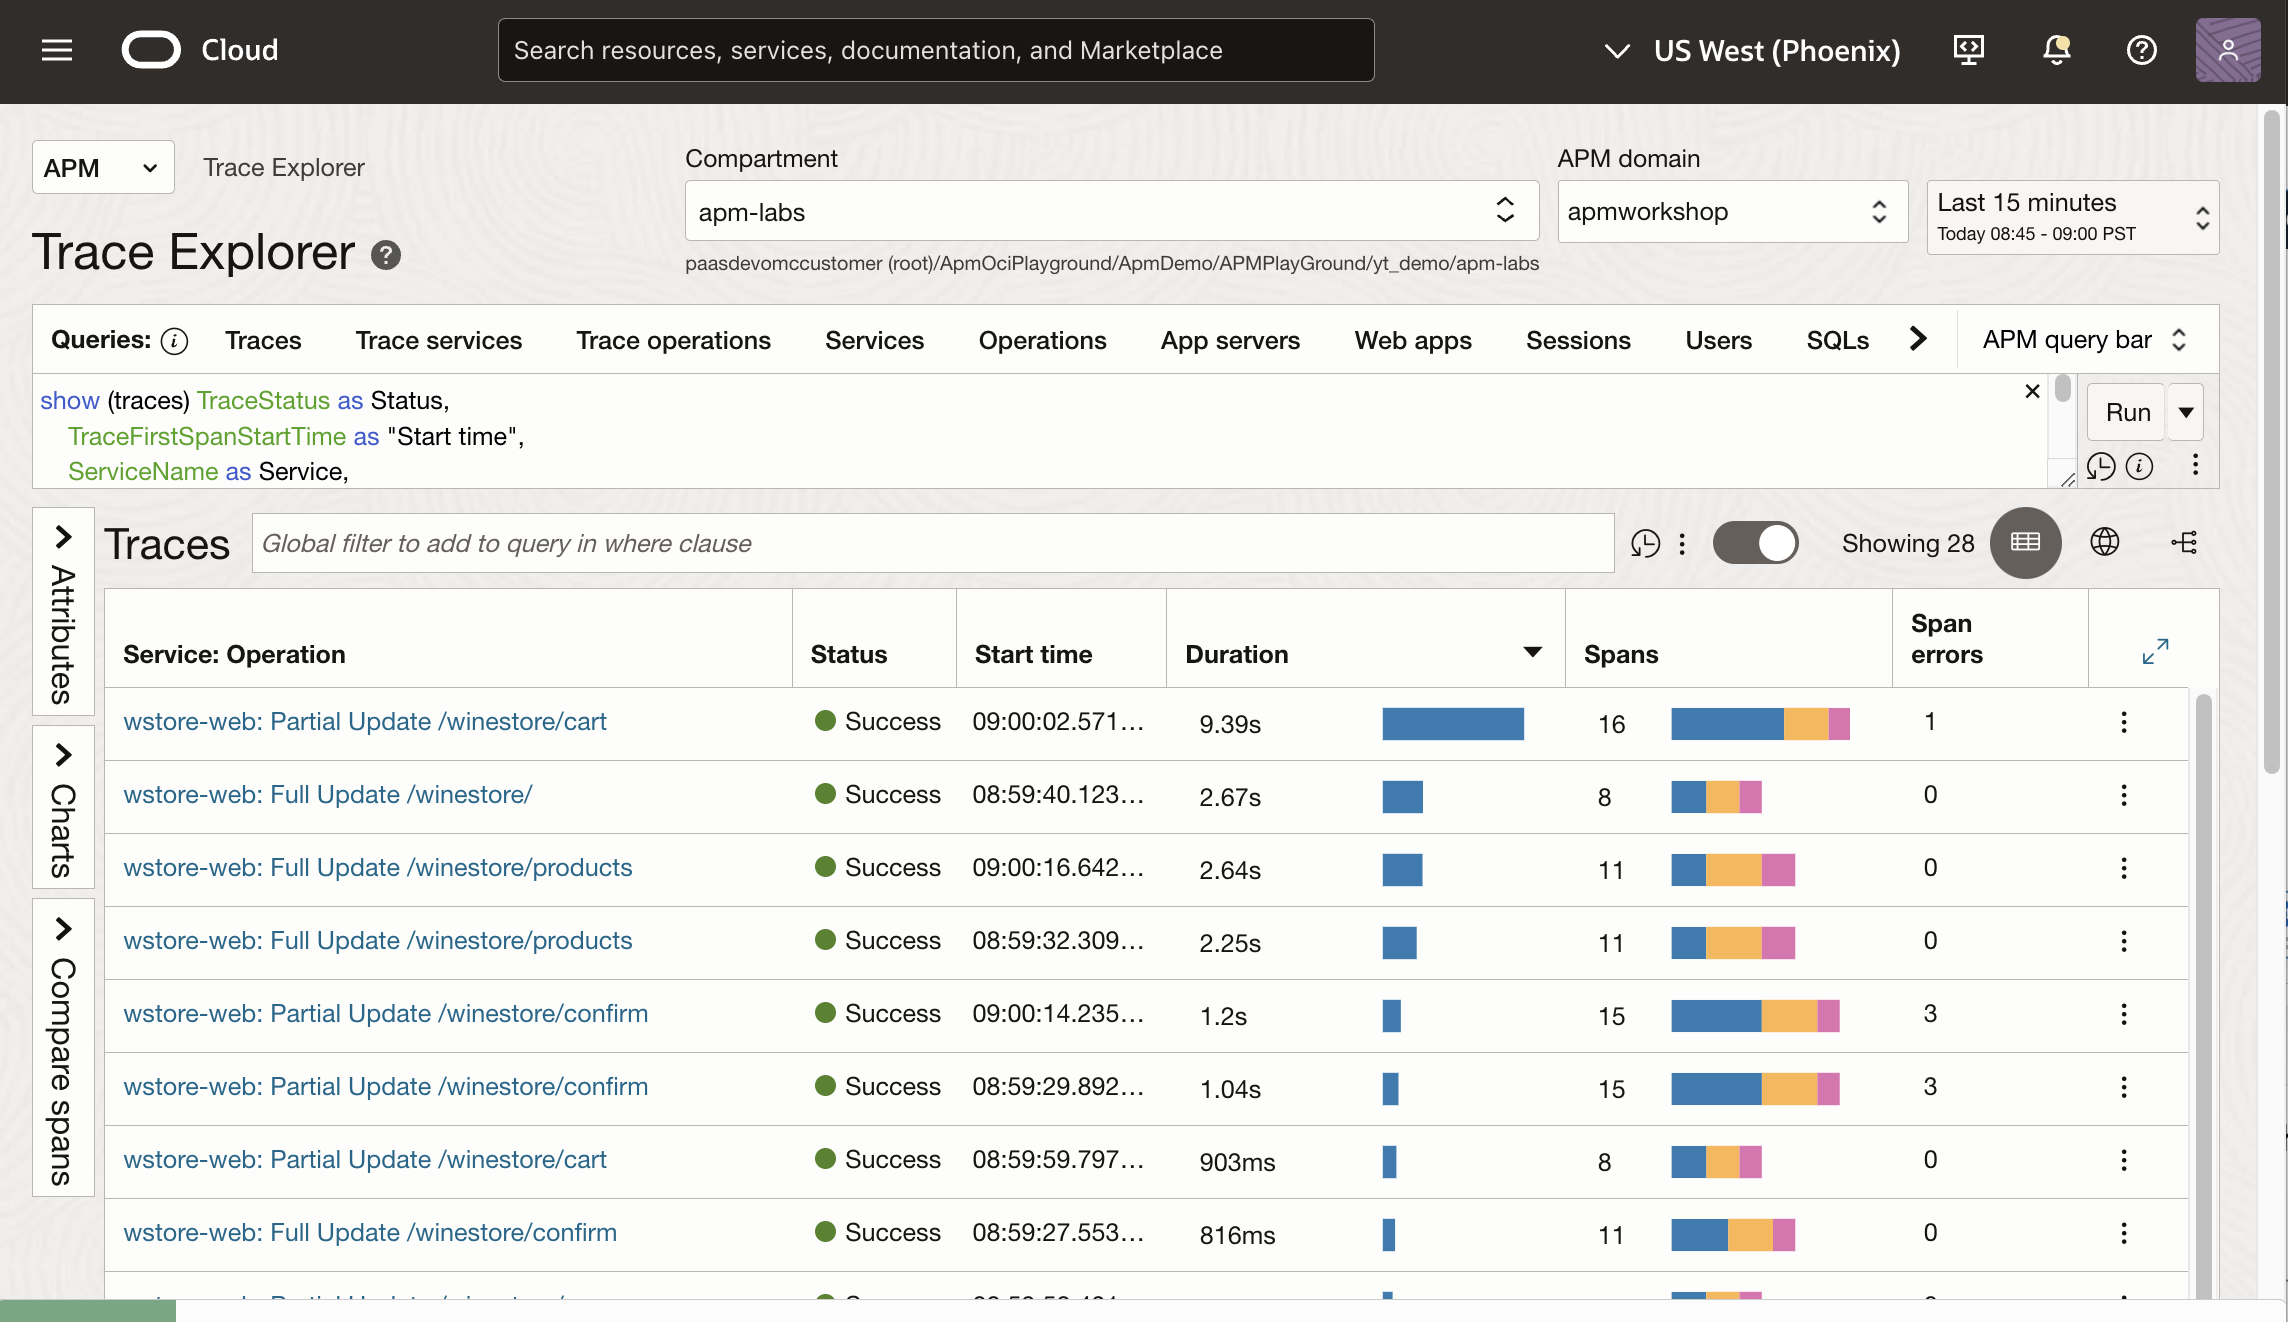 Cloud
Search resources, services, documentation, and Marketplace
US West (Phoenix)
APM
Trace Explorer
Compartment
apm-labs
paasdevomccustomer (root)/ApmOciPlayground/ApmDemo/APMPlayGround/yt_demo/apm-labs
APM domain
apmworkshop
Last 15 minutes
Today 08:45 - 09:00 PST
Trace Explorer ?
Queries: i Traces Trace services Trace operations Services Operations App servers Web apps Sessions Users SQLs APM query bar
show (traces) TraceStatus as Status,
TraceFirstSpanStartTime as "Start time",
ServiceName as Service,
Run
Attributes
Charts
Compare spans
Traces Global filter to add to query in where clause Showing 28
Service: Operation Status Start time Duration Spans Span errors
wstore-web: Partial Update /winestore/cart Success 09:00:02.571... 9.39s 16 1
wstore-web: Full Update /winestore/ Success 08:59:40.123... 2.67s 8 0
wstore-web: Full Update /winestore/products Success 09:00:16.642... 2.64s 11 0
wstore-web: Full Update /winestore/products Success 08:59:32.309... 2.25s 11 0
wstore-web: Partial Update /winestore/confirm Success 09:00:14.235... 1.2s 15 3
wstore-web: Partial Update /winestore/confirm Success 08:59:29.892... 1.04s 15 3
wstore-web: Partial Update /winestore/cart Success 08:59:59.797... 903ms 8 0
wstore-web: Full Update /winestore/confirm Success 08:59:27.553... 816ms 11 0